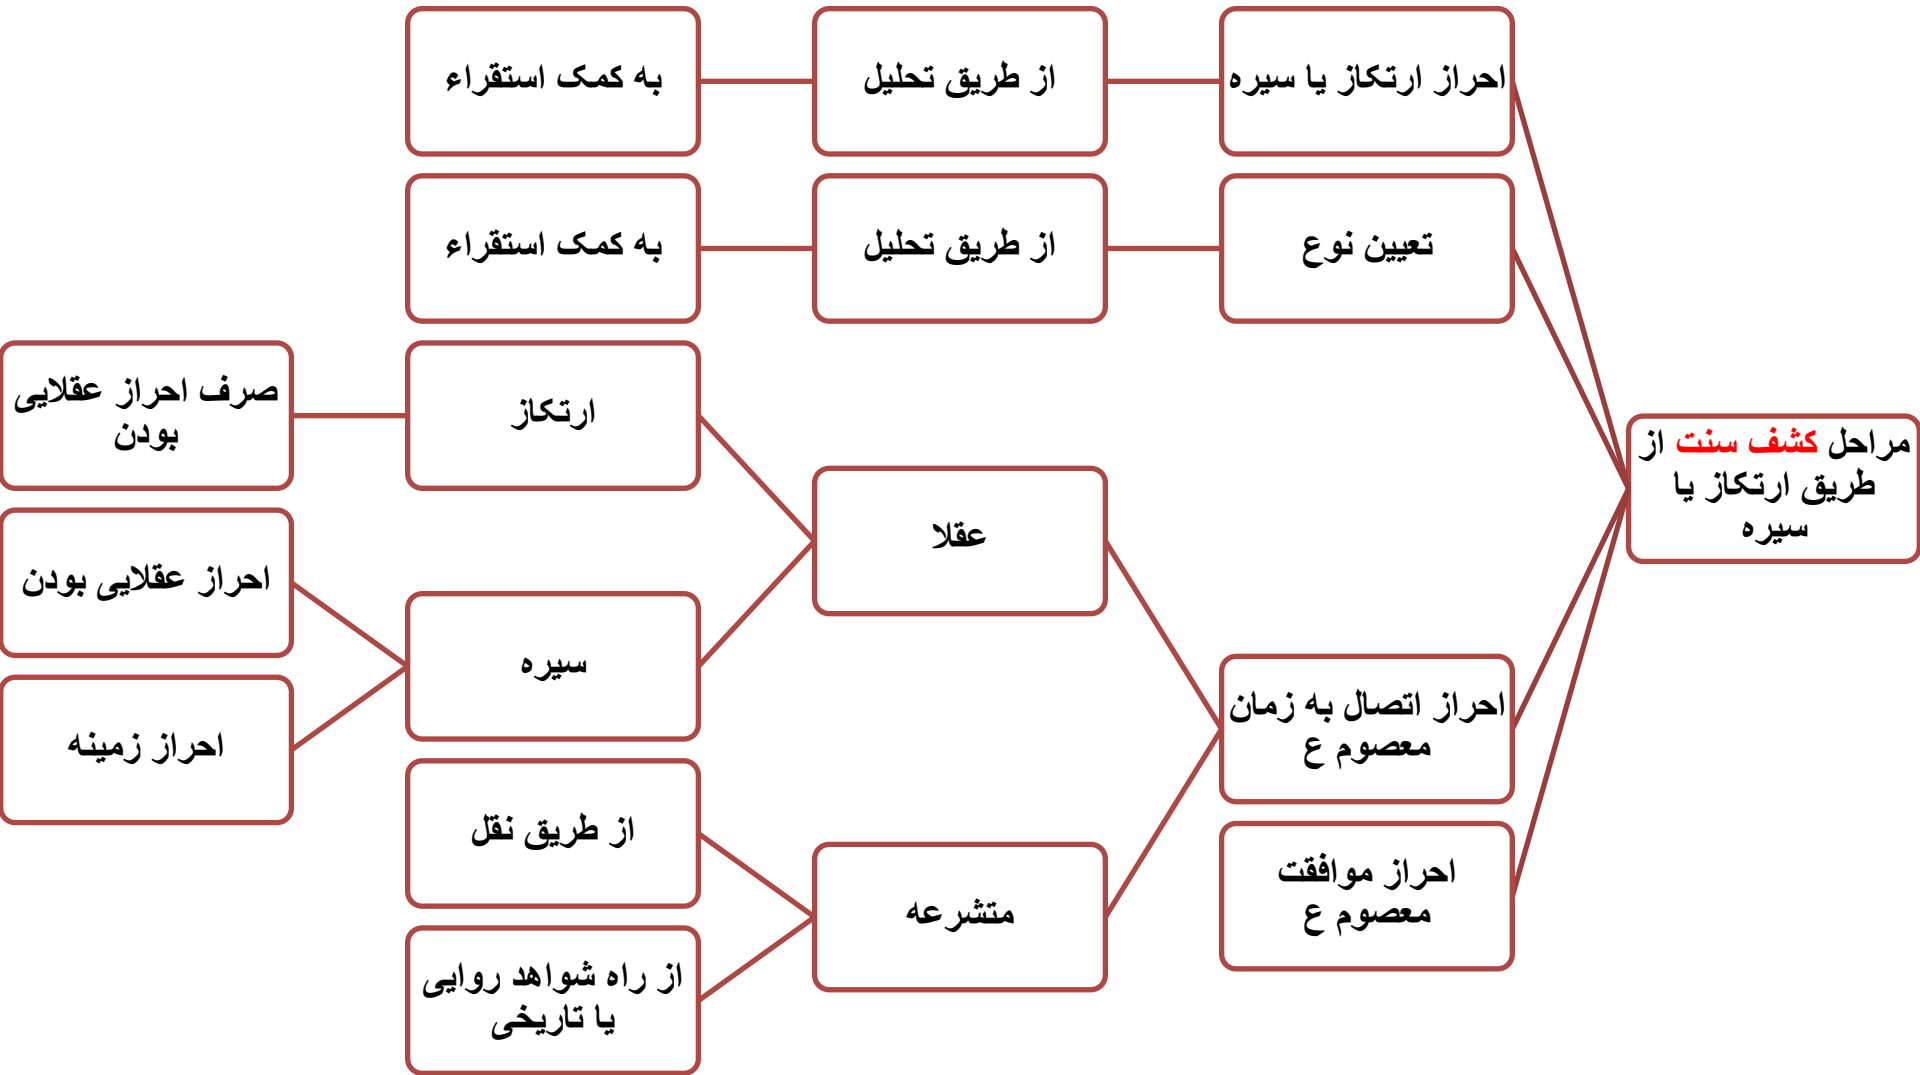 مراحل کشف سنت از
طریق ارتکاز یا
سیره
احراز ارتکاز یا سیره
از طریق تحلیل
به کمک استقراء
تعیین نوع
از طریق تحلیل
به کمک استقراء
احراز اتصال به زمان
معصوم ع
عقلا
ارتکاز
صرف احراز عقلایی
بودن
سیره
احراز عقلایی بودن
احراز زمینه
متشرعه
از طریق نقل
از راه شواهد روایی
یا تاریخی
احراز موافقت
معصوم ع